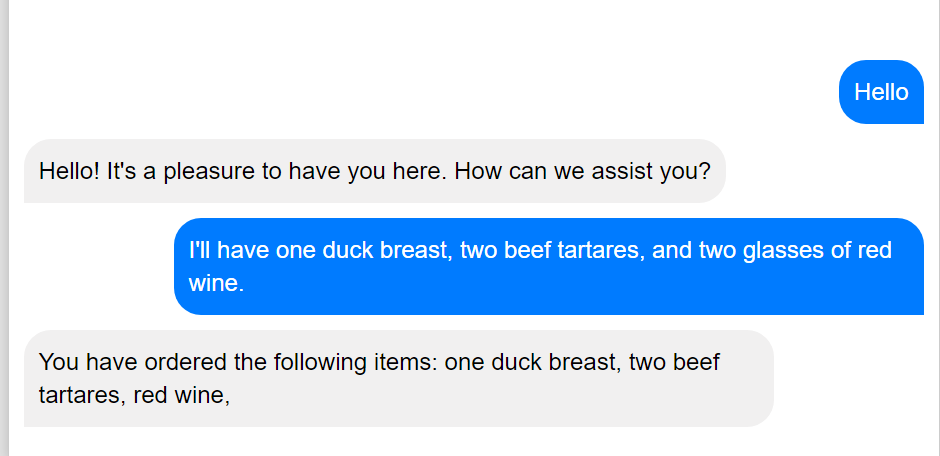 Hello
Hello! It's a pleasure to have you here. How can we assist you?
I'll have one duck breast, two beef tartares, and two glasses of red
wine.
You have ordered the following items: one duck breast, two beef
tartares, red wine,